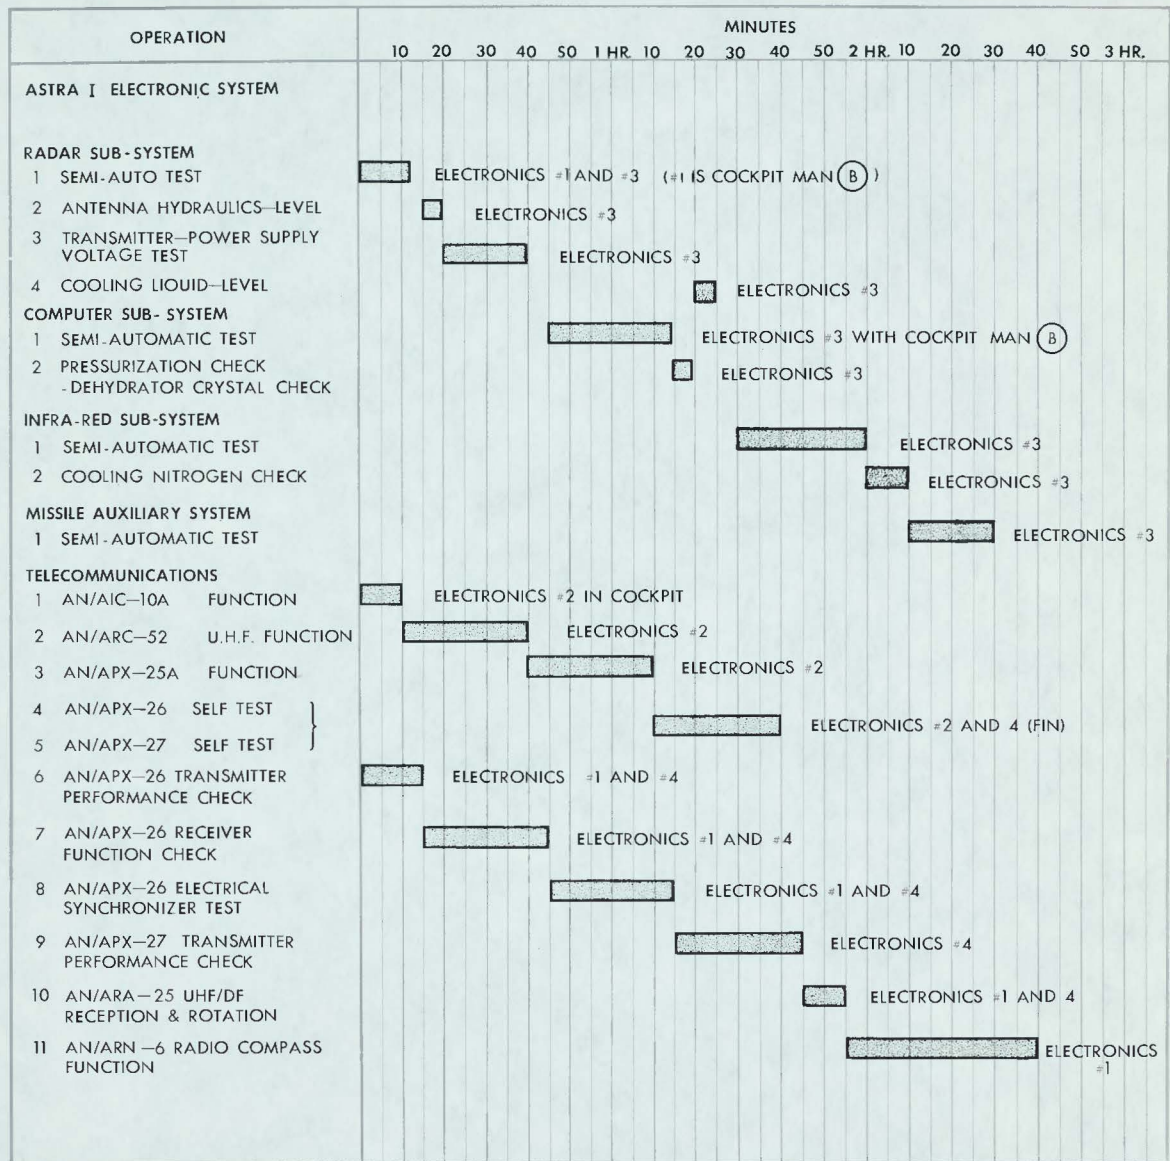 OPERATION
MINUTES
10 20 30 40 50 1 HR. 10 20 30 40 50 2 HR. 10 20 30 40 50 3 HR.
ASTRA I ELECTRONIC SYSTEM
RADAR SUB-SYSTEM
1 SEMI-AUTO TEST ELECTRONICS #1 AND #3 (#1 IS COCKPIT MAN B )
2 ANTENNA HYDRAULICS—LEVEL ELECTRONICS #3
3 TRANSMITTER—POWER SUPPLY
VOLTAGE TEST ELECTRONICS #3
4 COOLING LIQUID—LEVEL ELECTRONICS #3
COMPUTER SUB- SYSTEM
1 SEMI-AUTOMATIC TEST ELECTRONICS #3 WITH COCKPIT MAN B
2 PRESSURIZATION CHECK
- DEHYDRATOR CRYSTAL CHECK ELECTRONICS #3
INFRA-RED SUB-SYSTEM
1 SEMI-AUTOMATIC TEST ELECTRONICS #3
2 COOLING NITROGEN CHECK ELECTRONICS #3
MISSILE AUXILIARY SYSTEM
1 SEMI-AUTOMATIC TEST ELECTRONICS #3
TELECOMMUNICATIONS
1 AN/AIC—10A FUNCTION ELECTRONICS #2 IN COCKPIT
2 AN/ARC—52 U.H.F. FUNCTION ELECTRONICS #2
3 AN/APX—25A FUNCTION ELECTRONICS #2
4 AN/APX—26 SELF TEST
ELECTRONICS #2 AND 4 (FIN)
5 AN/APX—27 SELF TEST
6 AN/APX—26 TRANSMITTER ELECTRONICS #1 AND #4
PERFORMANCE CHECK
7 AN/APX—26 RECEIVER ELECTRONICS #1 AND #4
FUNCTION CHECK
8 AN/APX—26 ELECTRICAL ELECTRONICS #1 AND #4
SYNCHRONIZER TEST
9 AN/APX—27 TRANSMITTER ELECTRONICS #4
PERFORMANCE CHECK
10 AN/ARA—25 UHF/DF ELECTRONICS #1 AND 4
RECEPTION & ROTATION
11 AN/ARN—6 RADIO COMPASS ELECTRONICS
FUNCTION #1